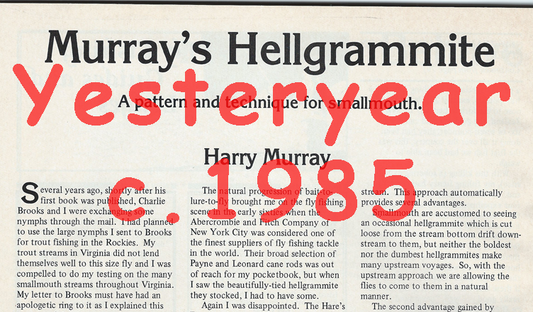 Murray's Hellgrammite
Yesteryear
A pattern and technique for smallmouth.
Harry Murray
c.1985
Several years ago, shortly after his
first book was published, Charlie
Brooks and I were exchanging
nymphs through the mail. I had planned
to use the large nymphs I sent to Brooks
for trout fishing in the Rockies. My
trout streams in Virginia did not lend
themselves well to this size fly and I was
compelled to do my testing on the many
smallmouth streams throughout Virginia.
My letter to Brooks must have had an
apologetic ring to it as I explained this
The natural progression of bait-to-
lure-to-fly brought me on the fly fishing
scene in the early sixties when the
Abercrombie and Fitch Company of
New York City was considered one of
the finest suppliers of fly fishing tackle
in the world. Their broad selection of
Payne and Leonard cane rods was out
of reach for my pocketbook, but when
I saw the beautifully-tied hellgrammite
they stocked, I had to have some.
Again I was disappointed. The Hare's
stream. This approach automatically
provides several advantages.
Smallmouth are accustomed to seeing
an occasional hellgrammite which is cut
loose from the stream bottom drift down-
stream to them, but neither the boldest
nor the dumbest hellgrammites make
many upstream voyages. So, with the
upstream approach we are allowing the
flies to come to them in a natural
manner.
The second advantage gained by